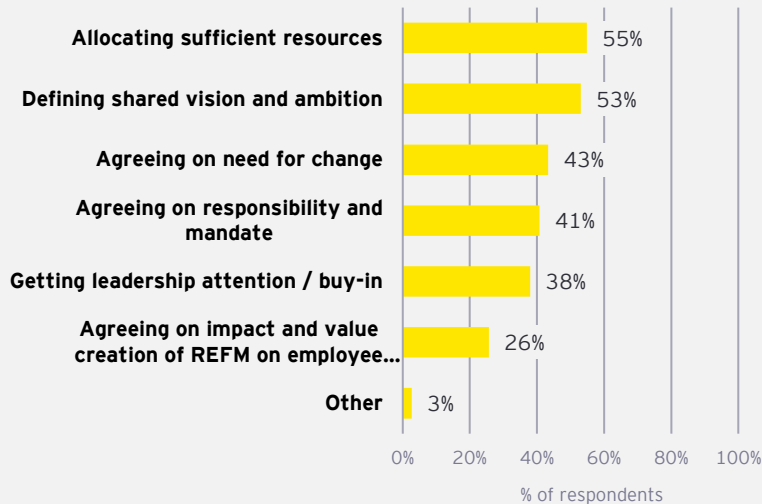 Allocating sufficient resources 55%
Defining shared vision and ambition 53%
Agreeing on need for change 43%
Agreeing on responsibility and
mandate 41%
Getting leadership attention / buy-in 38%
Agreeing on impact and value
creation of REFM on employee... 26%
Other 3%
0% 20% 40% 60% 80% 100%
% of respondents